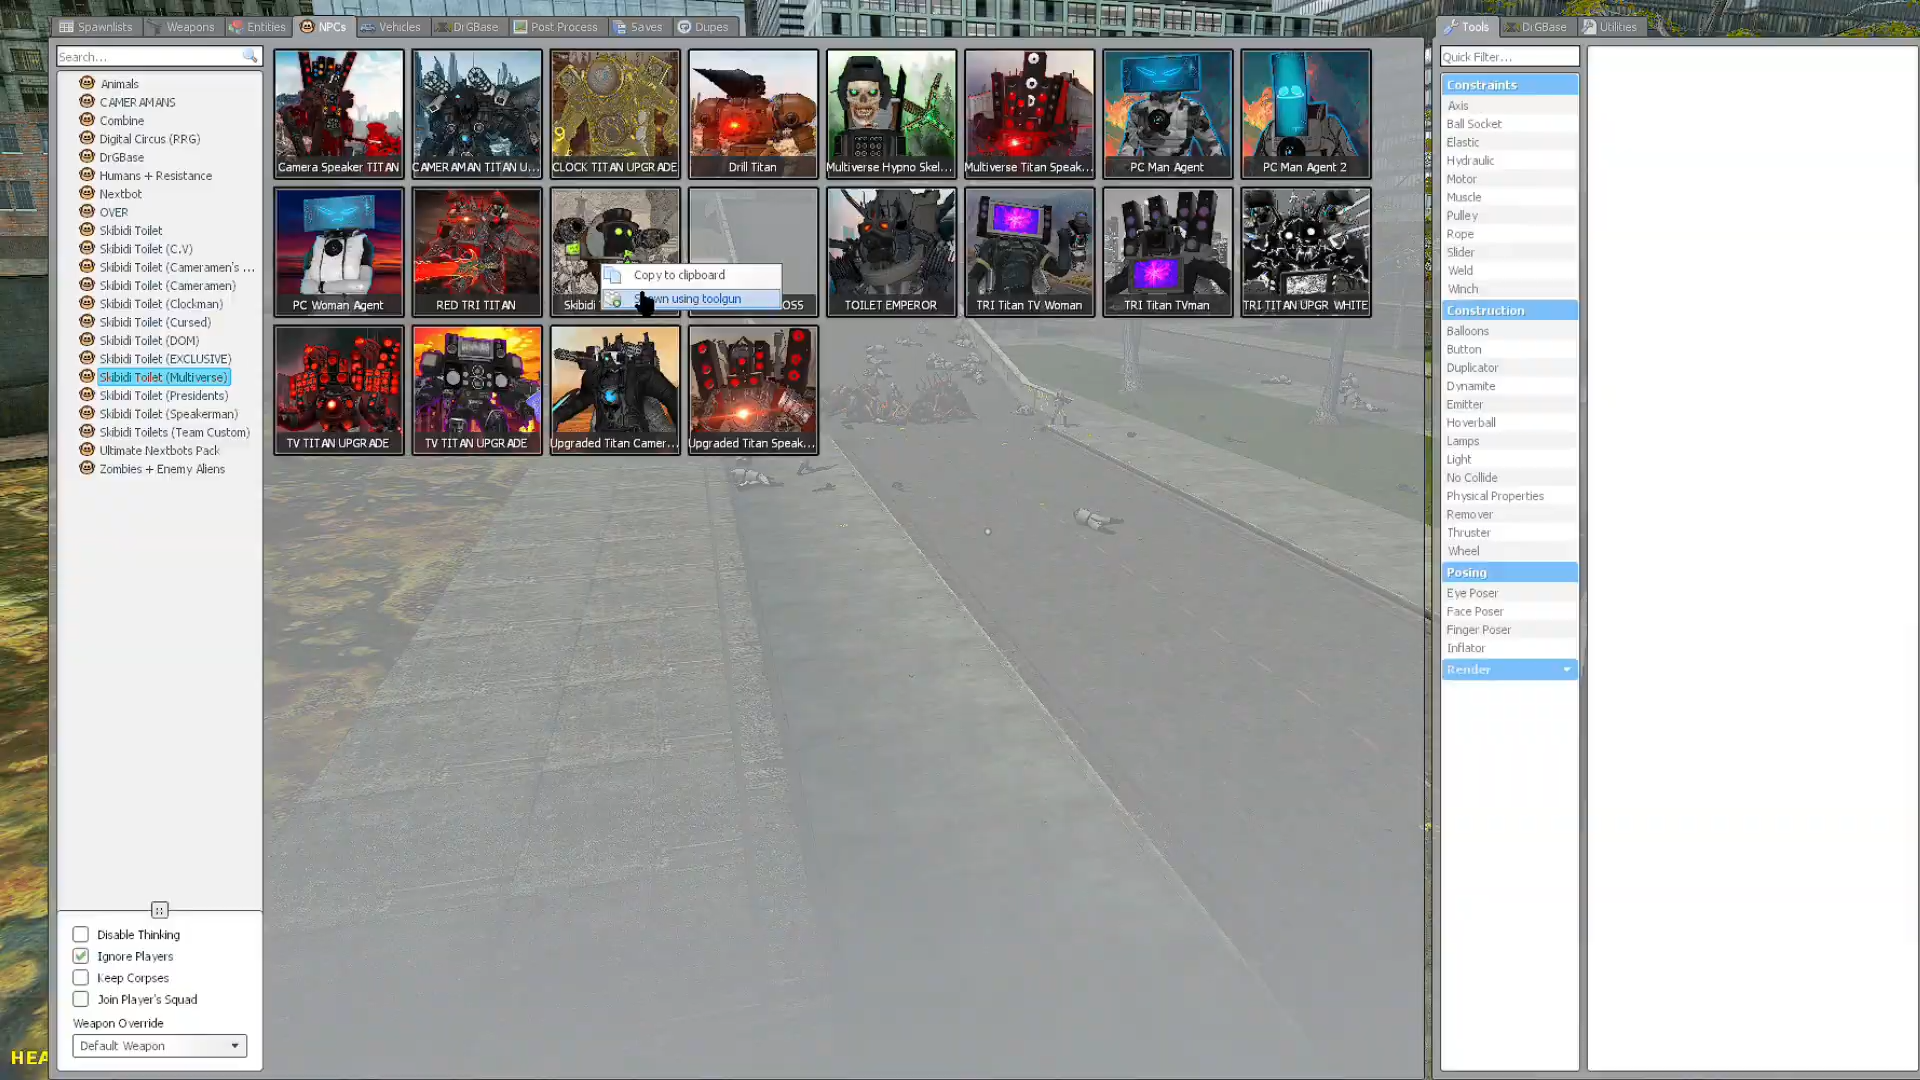 Spawnlists
Weapons
Entities
NPCs
Vehicles
DrGBase
Post Process
Saves
Dupes
Tools
DrGBase
Utilities
Search...
Animals
CAMERAMANS
Combine
Digital Circus (RRG)
DrGBase
Humans + Resistance
Nextbot
OVER
Skibidi Toilet
Skibidi Toilet (C.V)
Skibidi Toilet (Cameramen's ...
Skibidi Toilet (Cameramen)
Skibidi Toilet (Clockman)
Skibidi Toilet (Cursed)
Skibidi Toilet (DOM)
Skibidi Toilet (EXCLUSIVE)
Skibidi Toilet (Multiverse)
Skibidi Toilet (Presidents)
Skibidi Toilet (Speakerman)
Skibidi Toilets (Team Custom)
Ultimate Nextbots Pack
Zombies + Enemy Aliens
Disable Thinking
Ignore Players
Keep Corpses
Join Player's Squad
Weapon Override
Default Weapon
HEA
Camera Speaker TITAN
CAMERAMAN TITAN U...
9
CLOCK TITAN UPGRADE
Drill Titan
Multiverse Hypno Skel...
Multiverse Titan Speak...
PC Man Agent
PC Man Agent 2
PC Woman Agent
RED TRI TITAN
Skibidi
OSS
TOILET EMPEROR
TRI Titan TV Woman
TRI Titan TVman
TRI TITAN UPGR WHITE
Copy to clipboard
wn using toolgun
TV TITAN UPGRADE
TV TITAN UPGRADE
Upgraded Titan Camer...
Upgraded Titan Speak...
Quick Filter...
Constraints
Axis
Ball Socket
Elastic
Hydraulic
Motor
Muscle
Pulley
Rope
Slider
Weld
Winch
Construction
Balloons
Button
Duplicator
Dynamite
Emitter
Hoverball
Lamps
Light
No Collide
Physical Properties
Remover
Thruster
Wheel
Posing
Eye Poser
Face Poser
Finger Poser
Inflator
Render